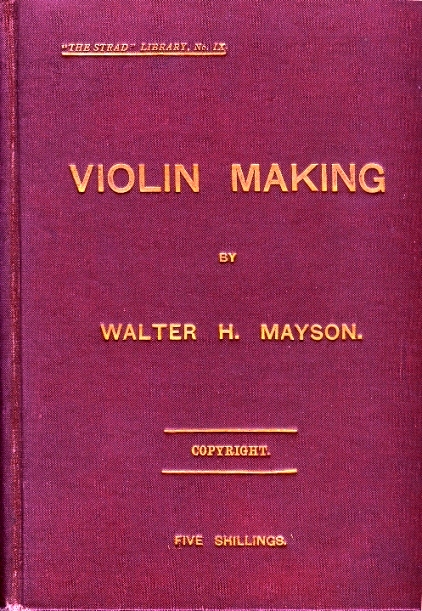 "THE STRAD" LIBRARY, No. IX.
VIOLIN MAKING
BY
WALTER H. MAYSON.
COPYRIGHT.
FIVE SHILLINGS.